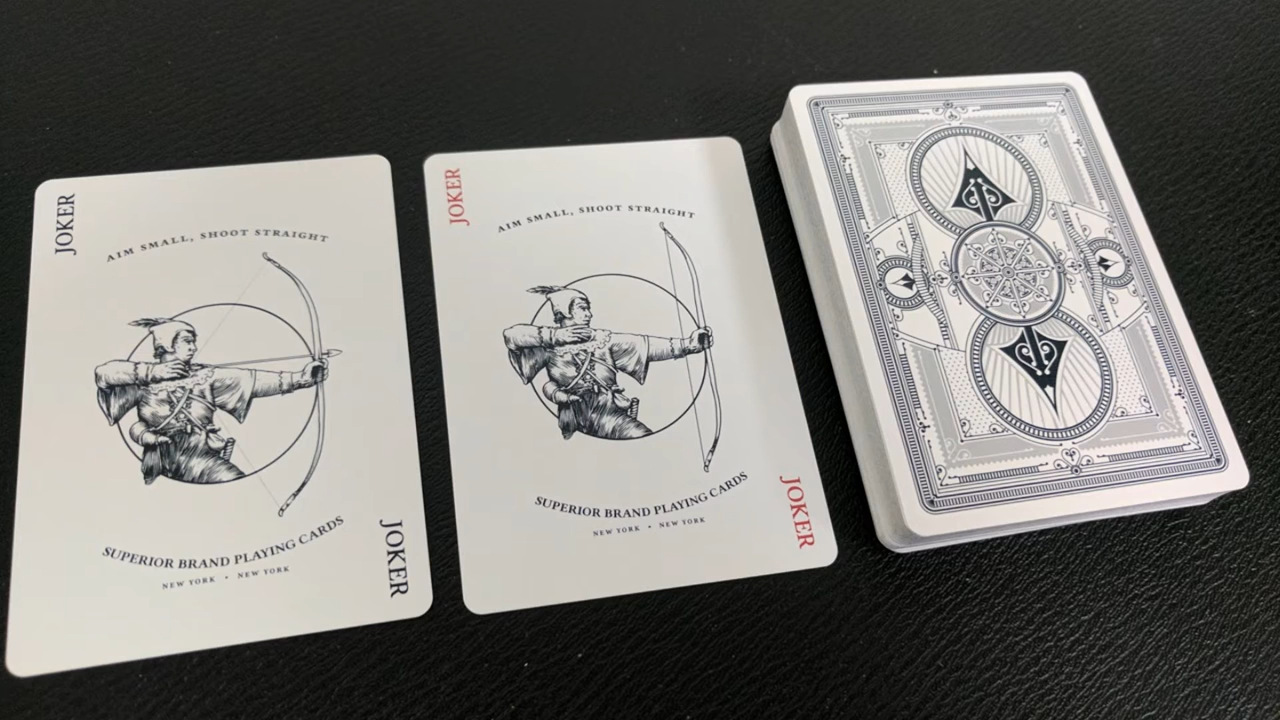 JOKER
AIM SMALL, SHOOT STRAIGHT
SUPERIOR BRAND PLAYING CARDS
NEW YORK • NEW YORK
JOKER
JOKER
AIM SMALL, SHOOT STRAIGHT
SUPERIOR BRAND PLAYING CARDS
NEW YORK • NEW YORK
JOKER